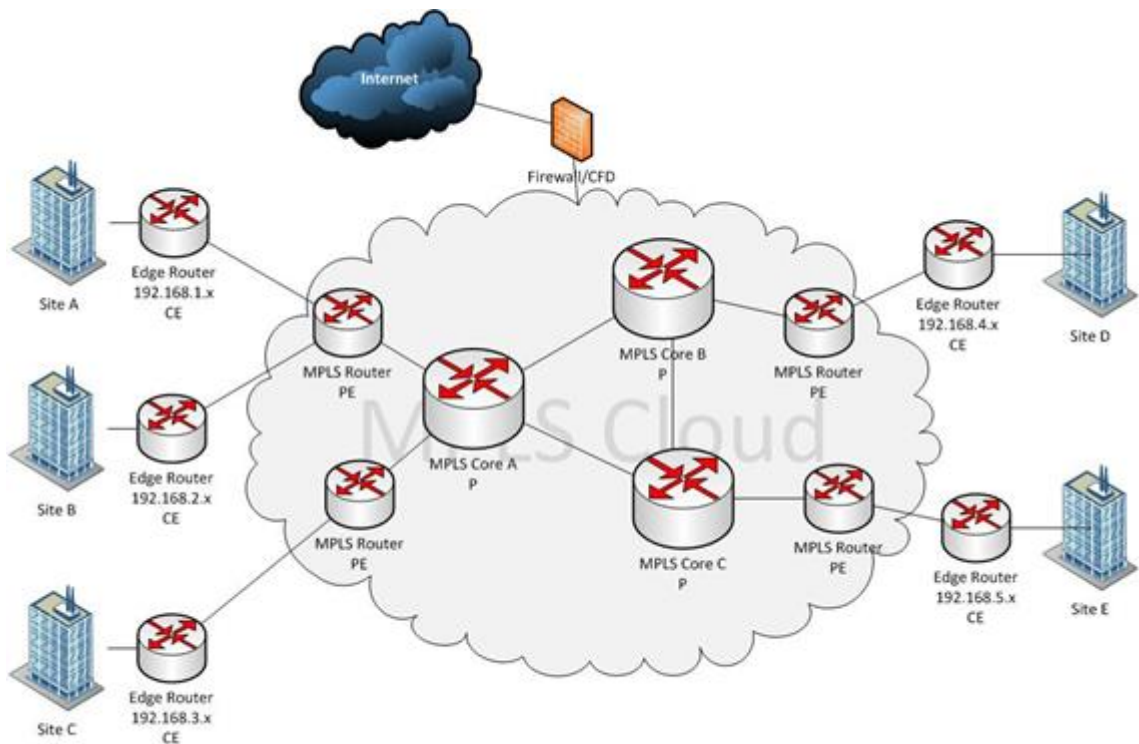 Internet
Firewall/CFD
Site A
Edge Router
192.168.1.x
CE
MPLS Router
PE
MPLS Core B
P
MPLS Router
PE
Edge Router
192.168.4.x
CE
Site D
MPLS Cloud
Site B
Edge Router
192.168.2.x
CE
MPLS Core A
P
MPLS Router
PE
MPLS Core C
P
MPLS Router
PE
Edge Router
192.168.5.x
CE
Site E
Site C
Edge Router
192.168.3.x
CE